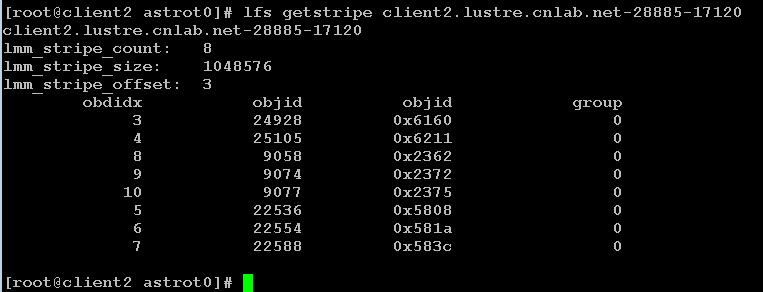 [root@client2 astrot0]# lfs getstripe client2.lustre.cnlab.net-28885-17120
client2.lustre.cnlab.net-28885-17120
lmm_stripe_count:   8
lmm_stripe_size:    1048576
lmm_stripe_offset:  3
        obdidx           objid          objid            group
             3           24928         0x6160                0
             4           25105         0x6211                0
             8            9058         0x2362                0
             9            9074         0x2372                0
            10            9077         0x2375                0
             5           22536         0x5808                0
             6           22554         0x581a                0
             7           22588         0x583c                0
[root@client2 astrot0]#